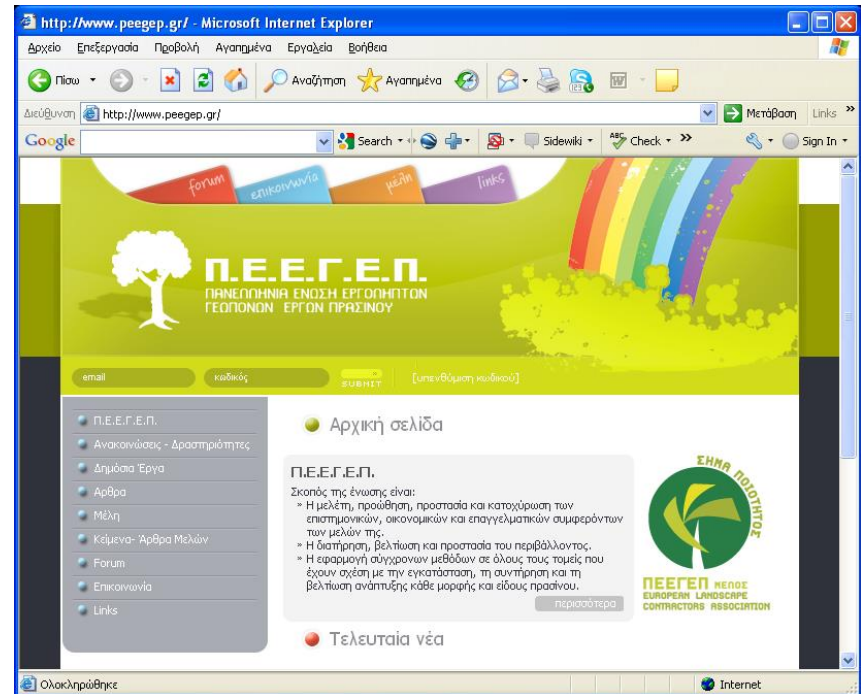 http://www.peegep.gr/ - Microsoft Internet Explorer
Αρχείο Επεξεργασία Προβολή Αγαπημένα Εργαλεία Βοήθεια
Πίσω Αναζήτηση Αγαπημένα
Διεύθυνση http://www.peegep.gr/ Μετάβαση Links »
Google Search Sidewiki ABC Check » Sign In
forum επικοινωνία μέλη links
Π.Ε.Ε.Γ.Ε.Π.
ΠΑΝΕΛΛΗΝΙΑ ΕΝΩΣΗ ΕΡΓΟΛΗΠΤΩΝ
ΓΕΩΠΟΝΩΝ ΕΡΓΩΝ ΠΡΑΣΙΝΟΥ
email κωδικός SUBMIT [υπενθύμιση κωδικού]
Π.Ε.Ε.Γ.Ε.Π.
Ανακοινώσεις - Δραστηριότητες
Δημόσια Έργα
Αρθρα
Μέλη
Κείμενα- Άρθρα Μελών
Forum
Επικοινωνία
Links
Αρχική σελίδα
Π.Ε.Ε.Γ.Ε.Π.
Σκοπός της ένωσης είναι:
» Η μελέτη, προώθηση, προστασία και κατοχύρωση των
επιστημονικών, οικονομικών και επαγγελματικών συμφερόντων
των μελών της.
» Η διατήρηση, βελτίωση και προστασία του περιβάλλοντος.
» Η εφαρμογή σύγχρονων μεθόδων σε όλους τους τομείς που
έχουν σχέση με την εγκατάσταση, τη συντήρηση και τη
βελτίωση ανάπτυξης κάθε μορφής και είδους πρασίνου.
περισσότερα
Τελευταία νέα
ΣΗΜΑ ΠΟΙΟΤΗΤΟΣ
ΠΕΕΓΕΠ ΜΕΛΟΣ
EUROPEAN LANDSCAPE
CONTRACTORS ASSOCIATION
Ολοκληρώθηκε Internet